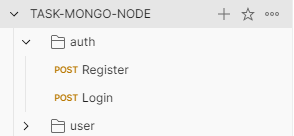 TASK-MONGO-NODE
auth
POST Register
POST Login
user